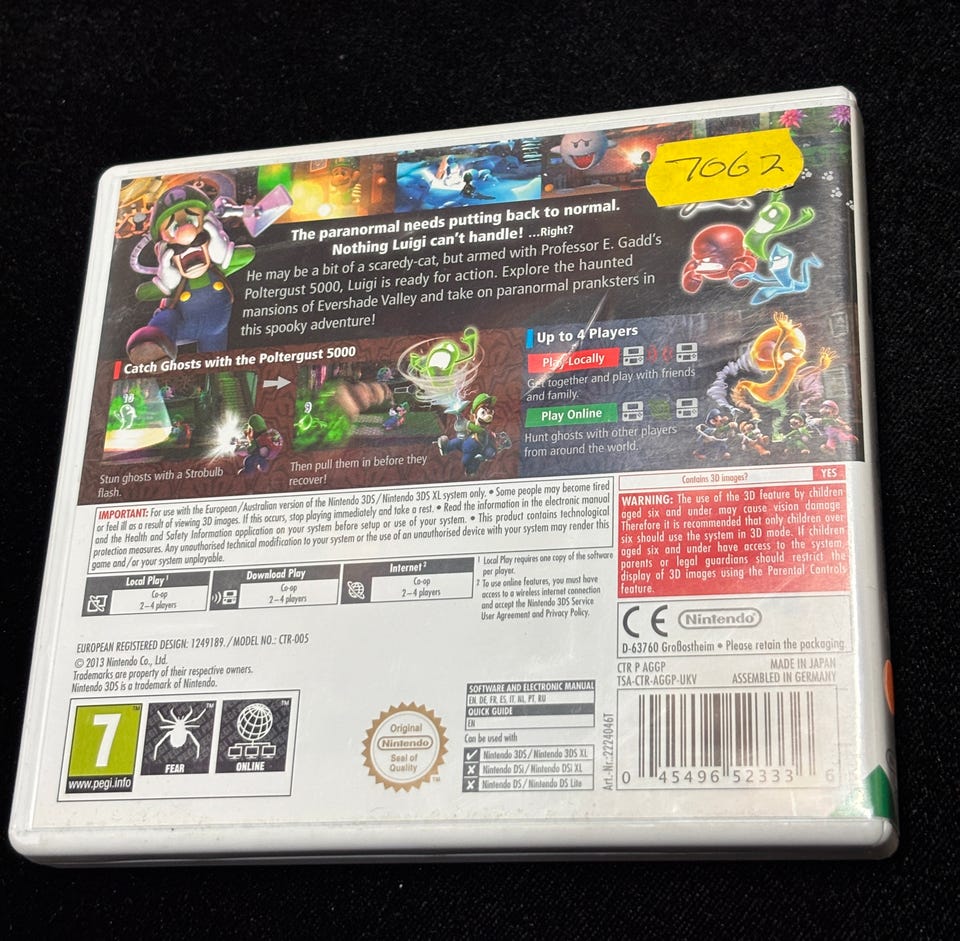 7062
The paranormal needs putting back to normal.
Nothing Luigi can't handle! ...Right?
He may be a bit of a scaredy-cat, but armed with Professor E. Gadd's
Poltergust 5000, Luigi is ready for action. Explore the haunted
mansions of Evershade Valley and take on paranormal pranksters in
this spooky adventure!
Catch Ghosts with the Poltergust 5000
Stun ghosts with a Strobulb
flash.
Then pull them in before they
recover!
Up to 4 Players
Play Locally
Get together and play with friends
and family.
Play Online
Hunt ghosts with other players
from around the world.
IMPORTANT: For use with the European/Australian version of the Nintendo 3DS/Nintendo 3DS XL system only. • Some people may become tired
or feel ill as a result of viewing 3D images. If this occurs, stop playing immediately and take a rest. • Read the information in the electronic manual
and the Health and Safety Information application on your system before setup or use of your system. • This product contains technological
protection measures. Any unauthorised technical modification to your system or the use of an unauthorised device with your system may render this
game and/or your system unplayable.
Contains 3D images? YES
WARNING: The use of the 3D feature by children
aged six and under may cause vision damage.
Therefore it is recommended that only children over
six should use the system in 3D mode. If children
aged six and under have access to the system,
parents or legal guardians should restrict the
display of 3D images using the Parental Controls
feature.
Local Play 1
Co-op
2–4 players
Download Play
Co-op
2–4 players
Internet 2
Co-op
2–4 players
1 Local Play requires one copy of the software
per player.
2 To use online features, you must have
access to a wireless internet connection
and accept the Nintendo 3DS Service
User Agreement and Privacy Policy.
CE Nintendo
D-63760 Großostheim • Please retain the packaging
CTR P AGGP
TSA-CTR-AGGP-UKV
MADE IN JAPAN
ASSEMBLED IN GERMANY
EUROPEAN REGISTERED DESIGN: 1249189. / MODEL NO.: CTR-005
© 2013 Nintendo Co., Ltd.
Trademarks are property of their respective owners.
Nintendo 3DS is a trademark of Nintendo.
7
www.pegi.info
FEAR
ONLINE
TM
TM
TM
Original
Nintendo
Seal of
Quality
TM
SOFTWARE AND ELECTRONIC MANUAL
EN, DE, FR, ES, IT, NL, PT, RU
QUICK GUIDE
EN
Can be used with
Nintendo 3DS/Nintendo 3DS XL
Nintendo DSi/Nintendo DSi XL
Nintendo DS/Nintendo DS Lite
Art.-Nr.:2224046T
0 45496 52333 6